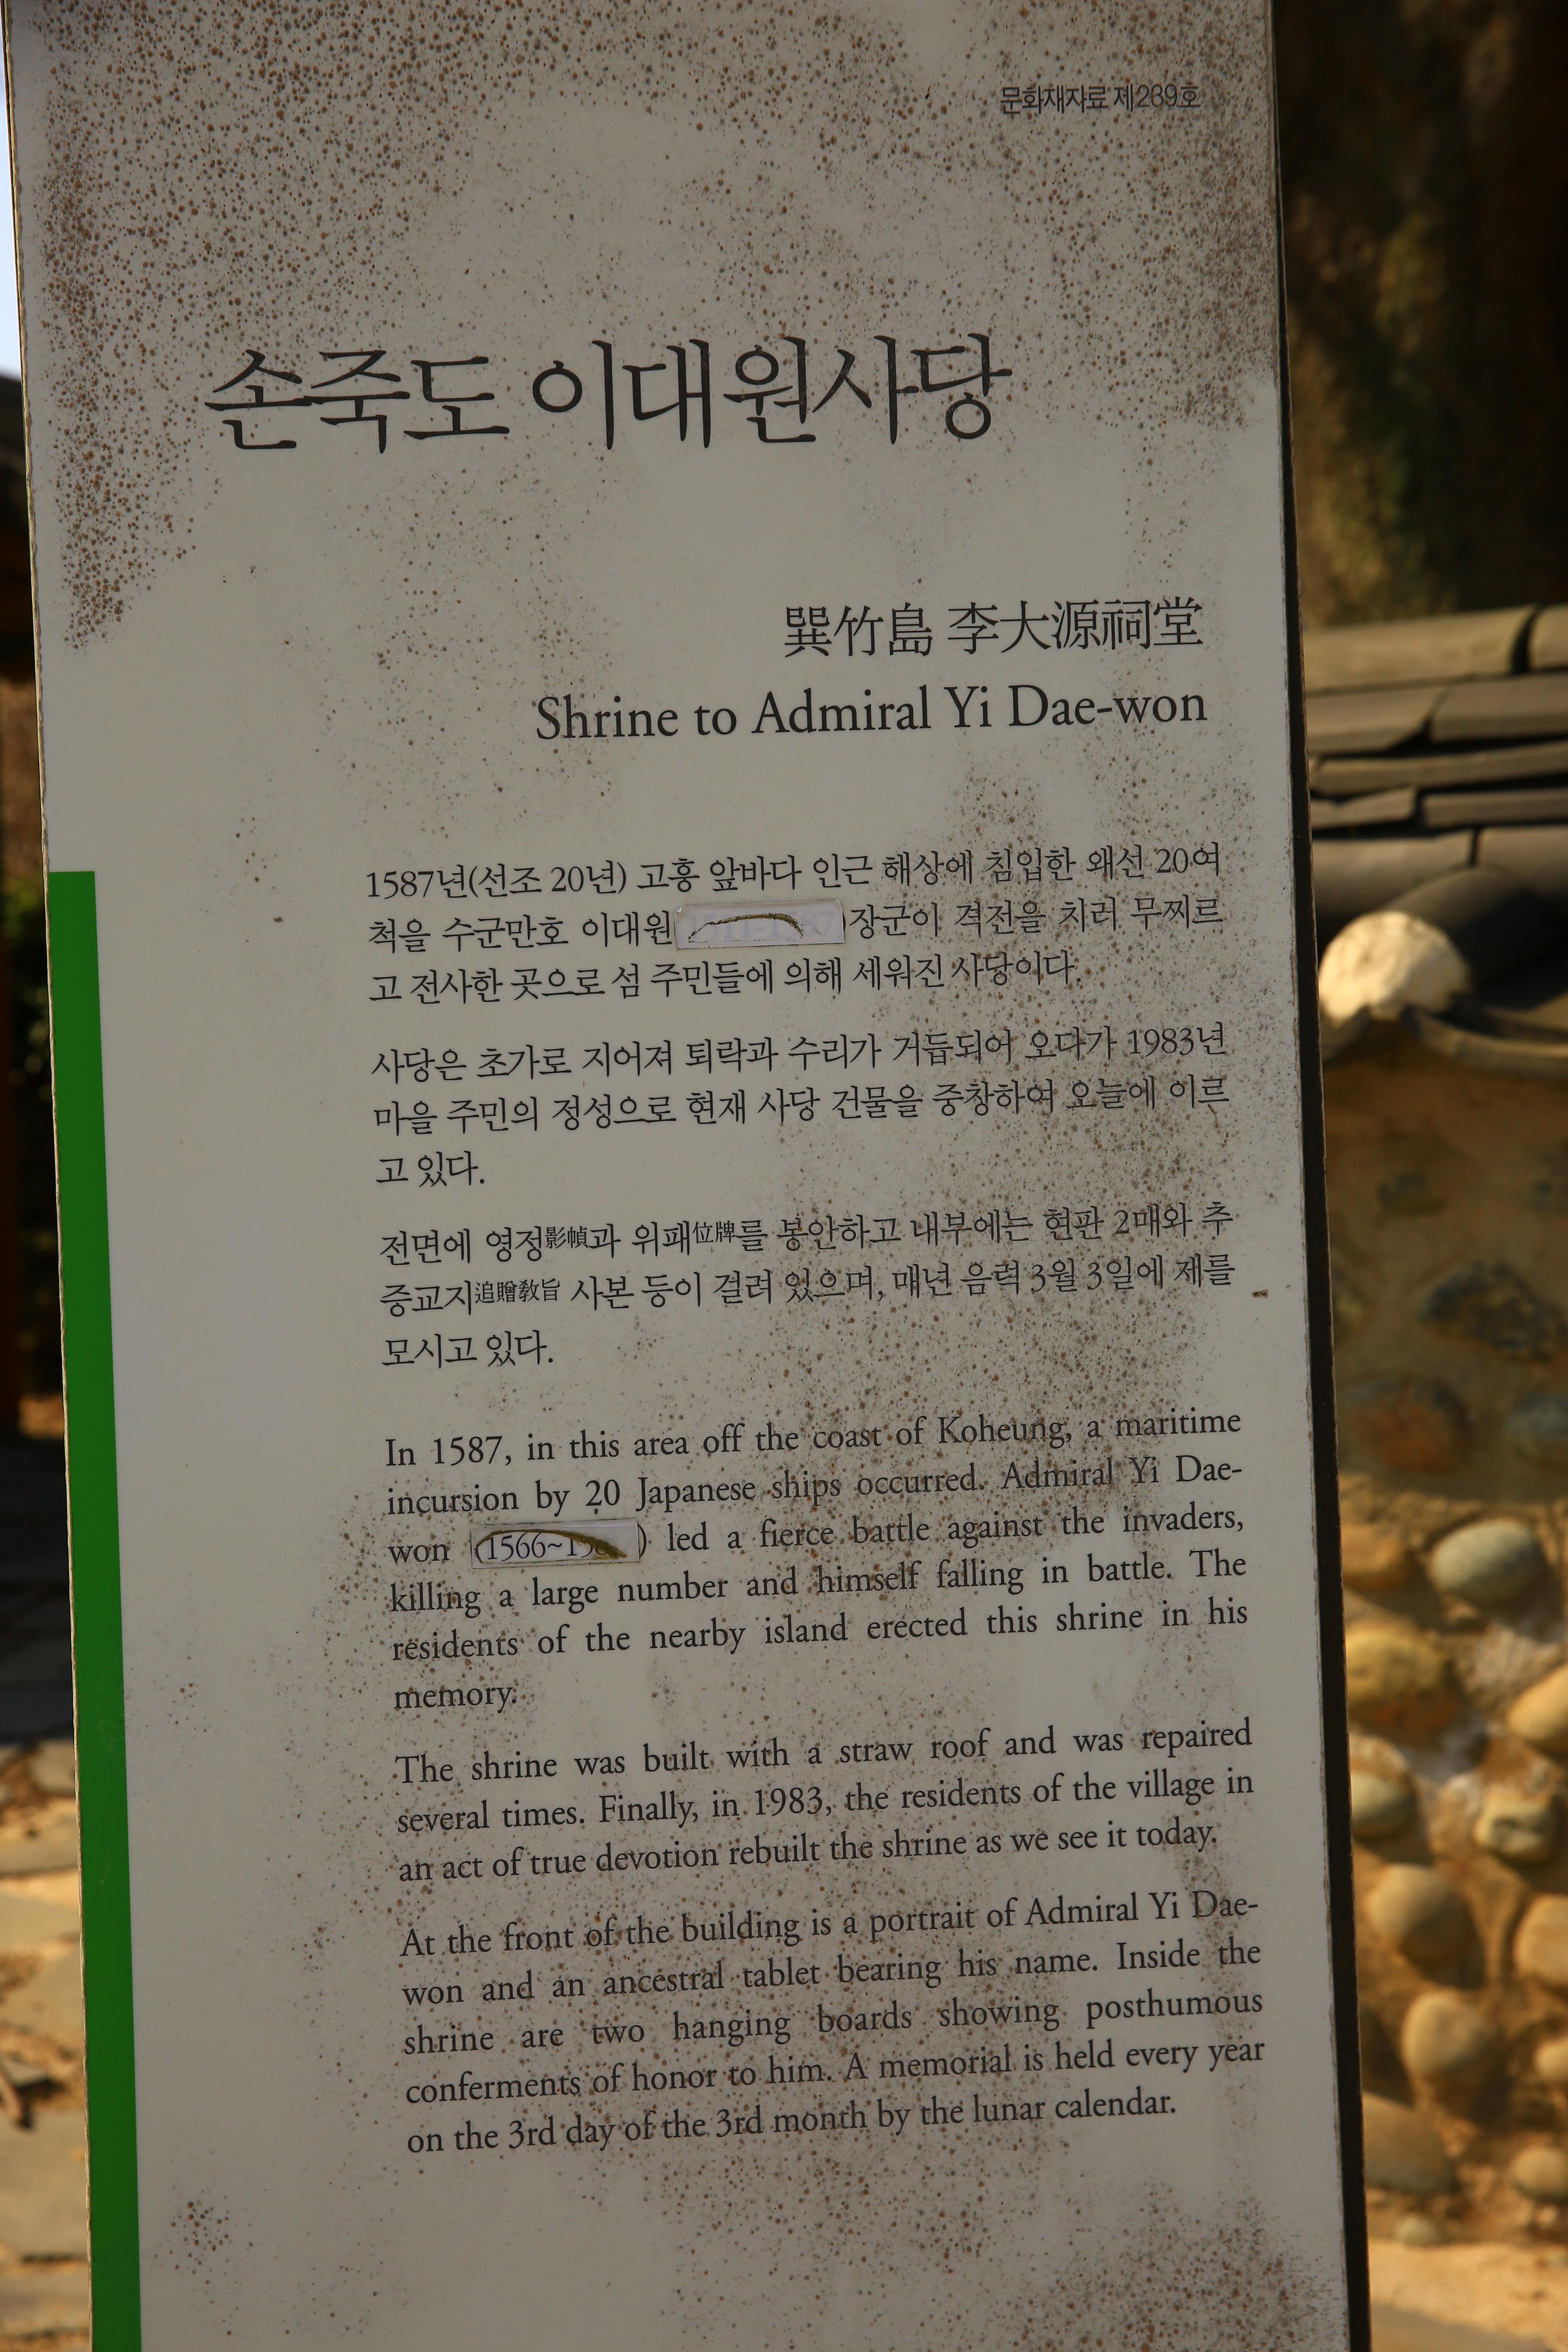 문화재자료 제239호
손죽도 이대원사당
巽竹島 李大源祠堂
Shrine to Admiral Yi Dae-won
1587년(선조 20년) 고흥 앞바다 인근 해상에 침입한 왜선 20여
척을 수군만호 이대원 장군이 격전을 치러 무찌르
고 전사한 곳으로 섬 주민들에 의해 세워진 사당이다.
사당은 초가로 지어져 퇴락과 수리가 거듭되어 오다가 1983년
마을 주민의 정성으로 현재 사당 건물을 중창하여 오늘에 이르
고 있다.
전면에 영정影幀과 위패位牌를 봉안하고 내부에는 현판 2매와 추
증교지追贈敎旨 사본 등이 걸려 있으며, 매년 음력 3월 3일에 제를
모시고 있다.
In 1587, in this area off the coast of Koheung, a maritime
incursion by 20 Japanese ships occurred. Admiral Yi Dae-
won led a fierce battle against the invaders,
killing a large number and himself falling in battle. The
residents of the nearby island erected this shrine in his
memory.
The shrine was built with a straw roof and was repaired
several times. Finally, in 1983, the residents of the village in
an act of true devotion rebuilt the shrine as we see it today.
At the front of the building is a portrait of Admiral Yi Dae-
won and an ancestral tablet bearing his name. Inside the
shrine are two hanging boards showing posthumous
conferments of honor to him. A memorial is held every year
on the 3rd day of the 3rd month by the lunar calendar.